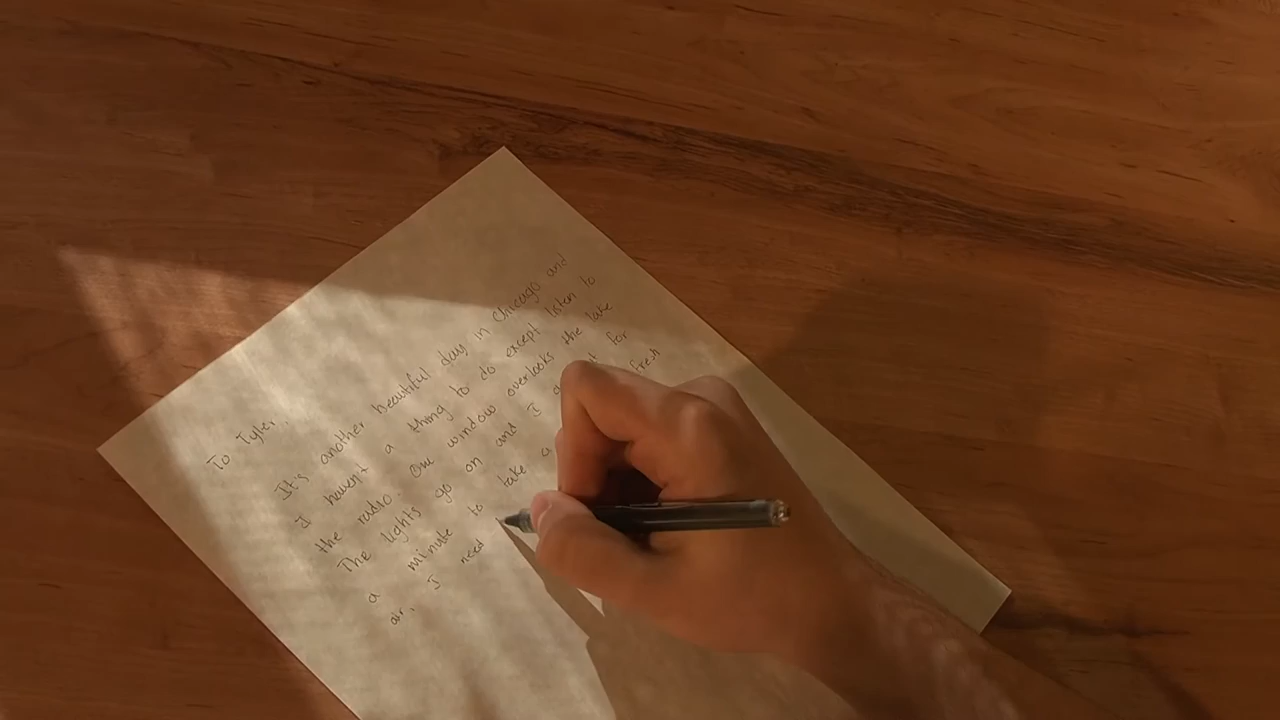 To Tyler,
It's another beautiful day in Chicago and
I haven't a thing to do except listen to
the radio. One window overlooks the lake
The lights go on and I for
a minute to take a fresh
air, I need